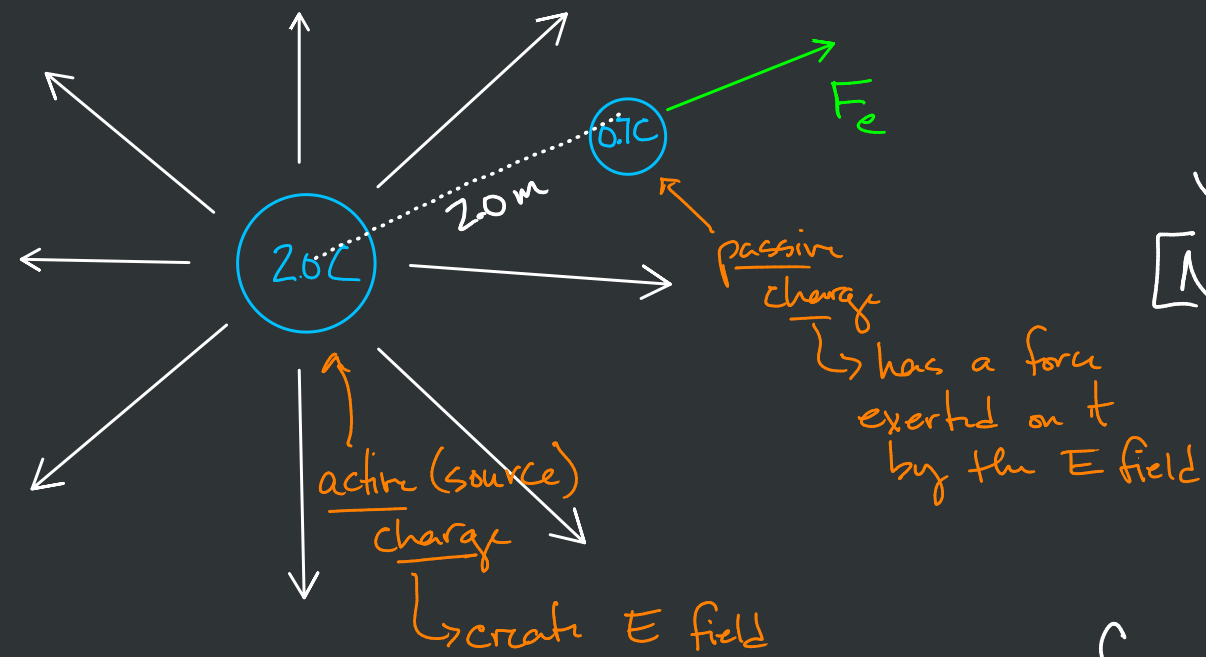 0.7C
Fe
2.0m
2.0C
passive
charge
↳ has a force
exerted on it
by the E field
active (source)
charge
↳ create E field